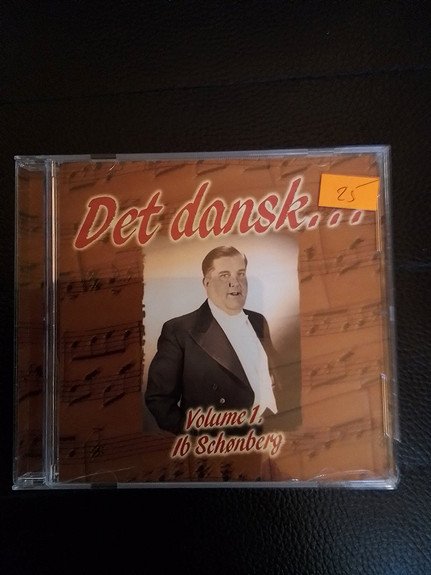 Det dansk...
25
Volume 1.
Ib Schønberg